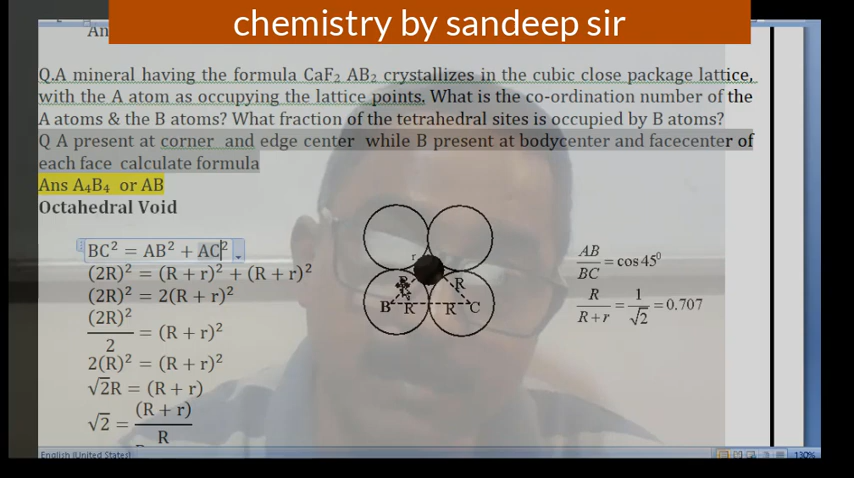 chemistry by sandeep sir
An
Q.A mineral having the formula CaF₂ AB₂ crystallizes in the cubic close package lattice,
with the A atom as occupying the lattice points. What is the co-ordination number of the
A atoms & the B atoms? What fraction of the tetrahedral sites is occupied by B atoms?
Q A present at corner and edge center while B present at bodycenter and facecenter of
each face calculate formula
Ans A₄B₄ or AB
Octahedral Void
BC² = AB² + AC²
(2R)² = (R + r)² + (R + r)²
(2R)² = 2(R + r)²
(2R)²/2 = (R + r)²
2(R)² = (R + r)²
√2R = (R + r)
√2 = (R + r)/R
r
R R
B R R C
AB/BC = cos 45⁰
R/R+r = 1/√2 = 0.707
English (United States) 130%